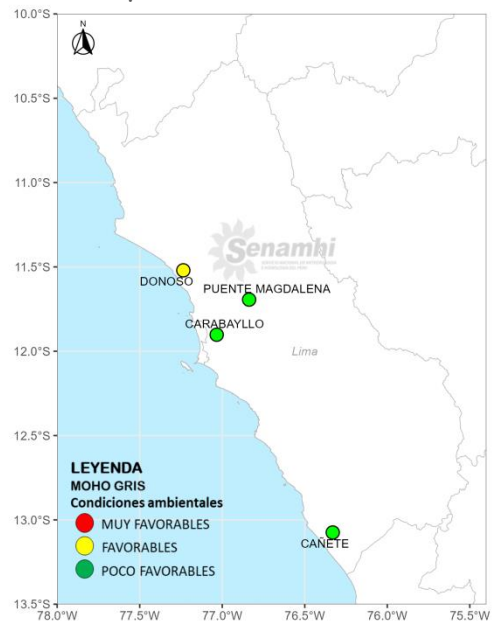 10.0°S
N
10.5°S
11.0°S
Senamhi
11.5°S
DONOSO
PUENTE MAGDALENA
CARABAYLLO
12.0°S
Lima
12.5°S
LEYENDA
MOHO GRIS
Condiciones ambientales
MUY FAVORABLES
FAVORABLES
POCO FAVORABLES
13.0°S
CAÑETE
13.5°S
78.0°W 77.5°W 77.0°W 76.5°W 76.0°W 75.5°W